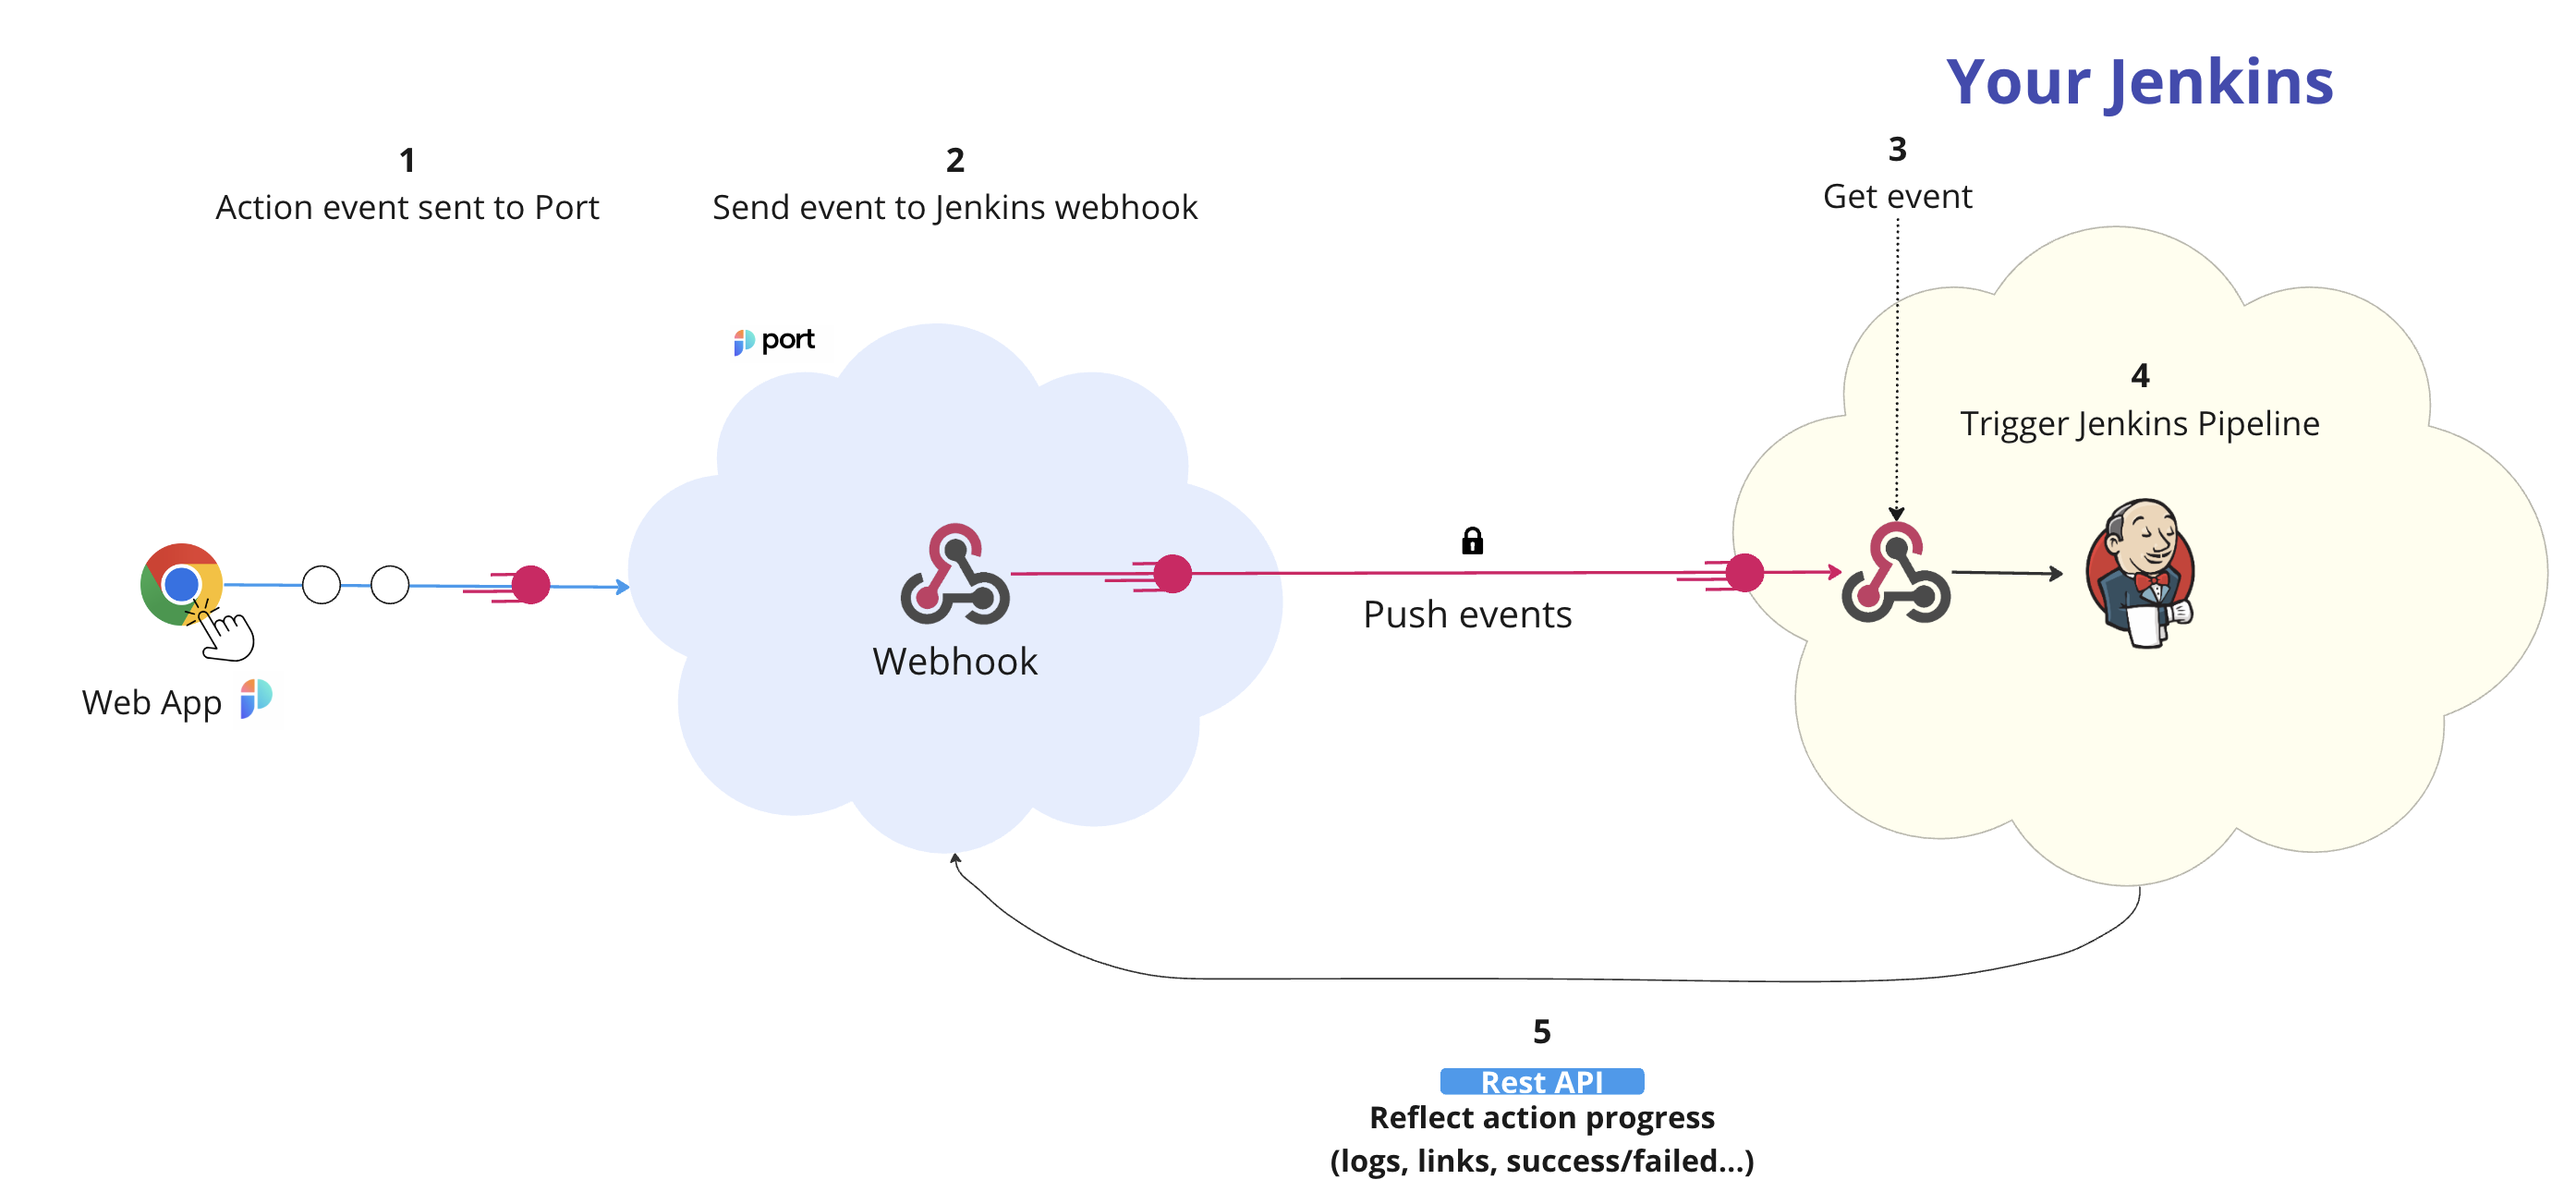 Your Jenkins
1
Action event sent to Port
2
Send event to Jenkins webhook
3
Get event
port
4
Trigger Jenkins Pipeline
Push events
Webhook
Web App
5
Rest API
Reflect action progress
(logs, links, success/failed...)